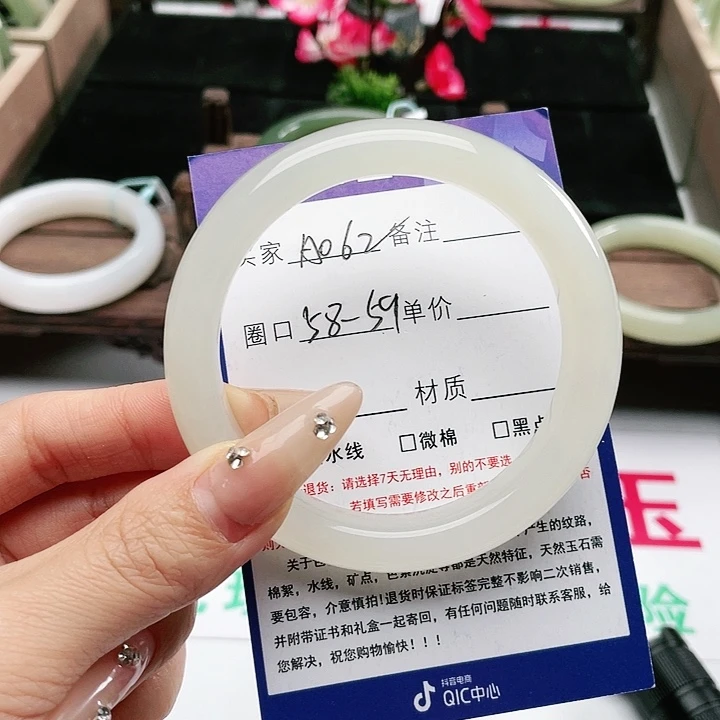 家 A062 备注
圈口 58-59 单价
材质
水线 □微棉 □黑点
退货：请选择7天无理由，别的不要选
若填写需要修改之后重新
产生的纹路，
棉絮，水线，矿点，色素沉淀等都是天然特征，天然玉石需
要包容，介意慎拍！退货时保证标签完整不影响二次销售，
并附带证书和礼盒一起寄回，有任何问题随时联系客服，给
您解决，祝您购物愉快！！！
抖音电商
QIC中心
玉
验